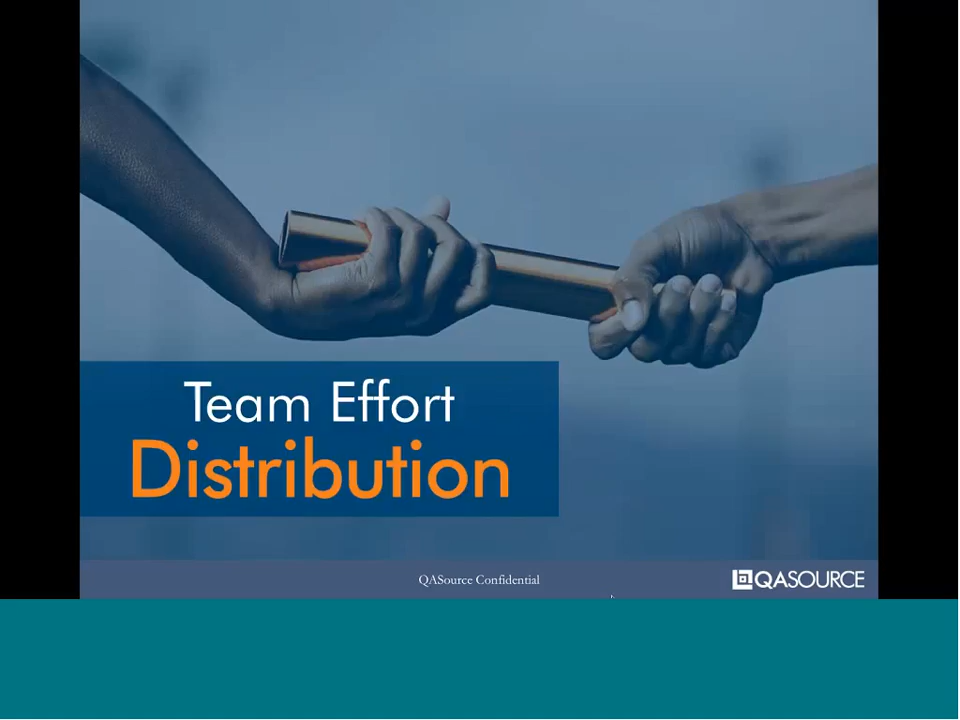 Team Effort
Distribution
QASource Confidential
QASOURCE